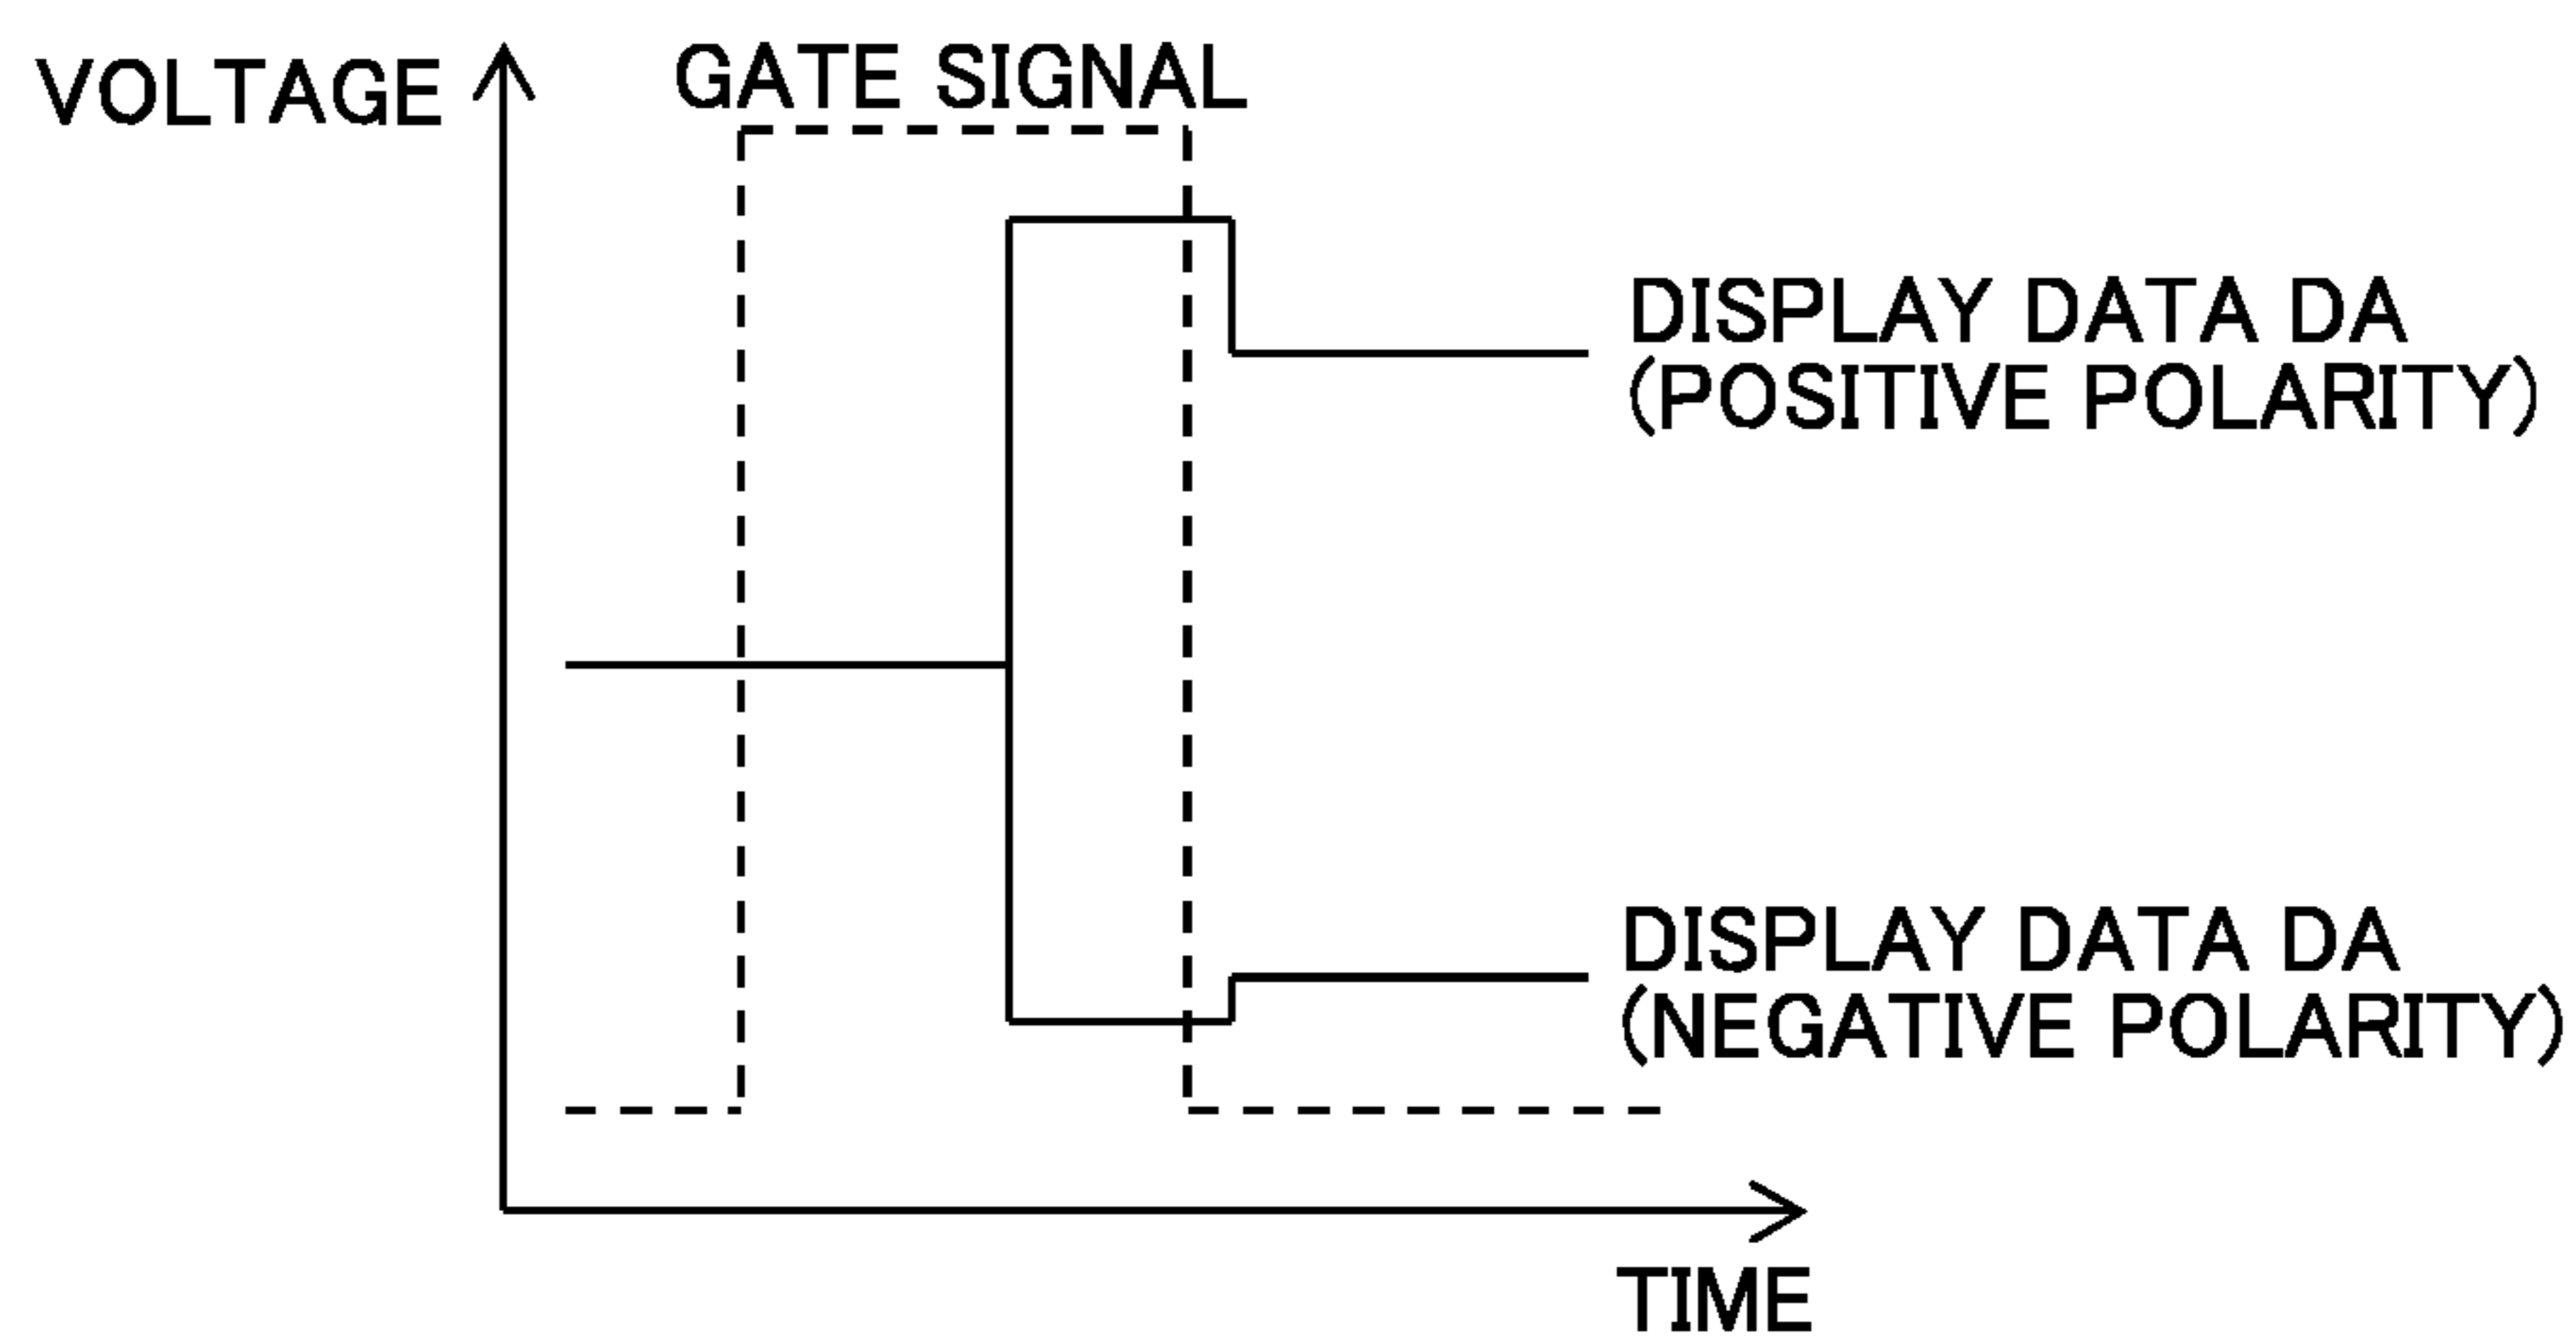 VOLTAGE
GATE SIGNAL
DISPLAY DATA DA
(POSITIVE POLARITY)
DISPLAY DATA DA
(NEGATIVE POLARITY)
TIME